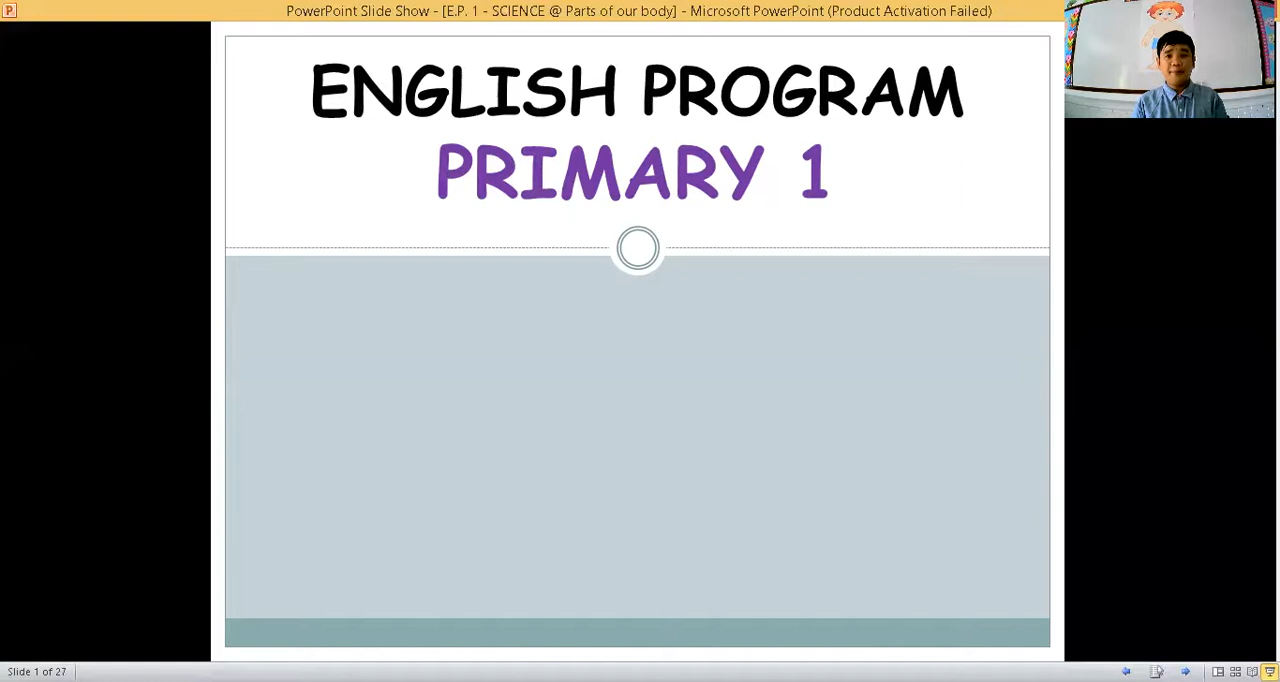 PowerPoint Slide Show - [E.P. 1 - SCIENCE @ Parts of our body] - Microsoft PowerPoint (Product Activation Failed)
ENGLISH PROGRAM
PRIMARY 1
Slide 1 of 27